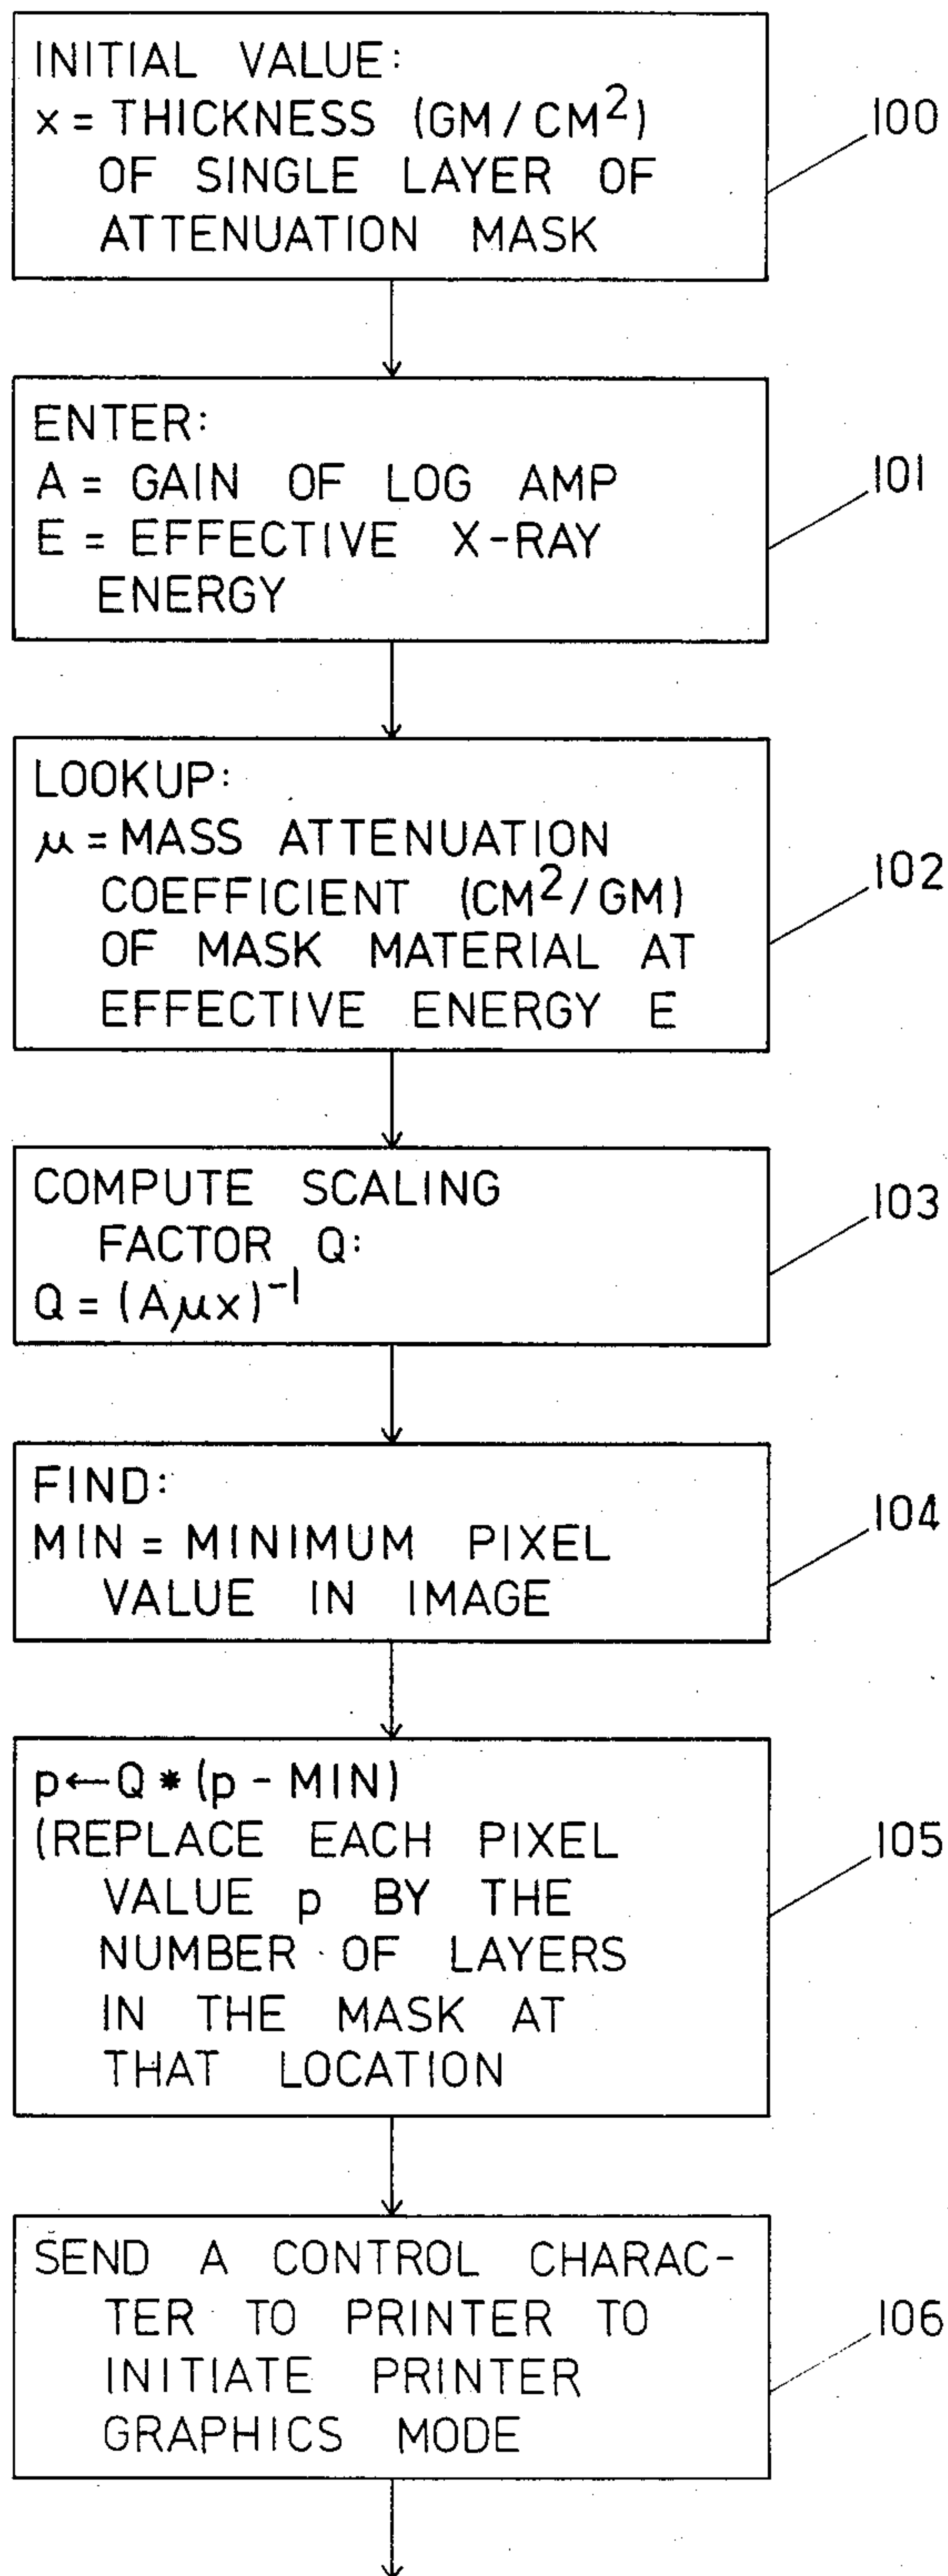 INITIAL VALUE:
x = THICKNESS (GM/CM²)
OF SINGLE LAYER OF
ATTENUATION MASK
100
ENTER:
A = GAIN OF LOG AMP
E = EFFECTIVE X-RAY
ENERGY
101
LOOKUP:
μ = MASS ATTENUATION
COEFFICIENT (CM²/GM)
OF MASK MATERIAL AT
EFFECTIVE ENERGY E
102
COMPUTE SCALING
FACTOR Q:
Q = (Aμx)⁻¹
103
FIND:
MIN = MINIMUM PIXEL
VALUE IN IMAGE
104
p←Q * (p - MIN)
(REPLACE EACH PIXEL
VALUE p BY THE
NUMBER OF LAYERS
IN THE MASK AT
THAT LOCATION
105
SEND A CONTROL CHARAC-
TER TO PRINTER TO
INITIATE PRINTER
GRAPHICS MODE
106